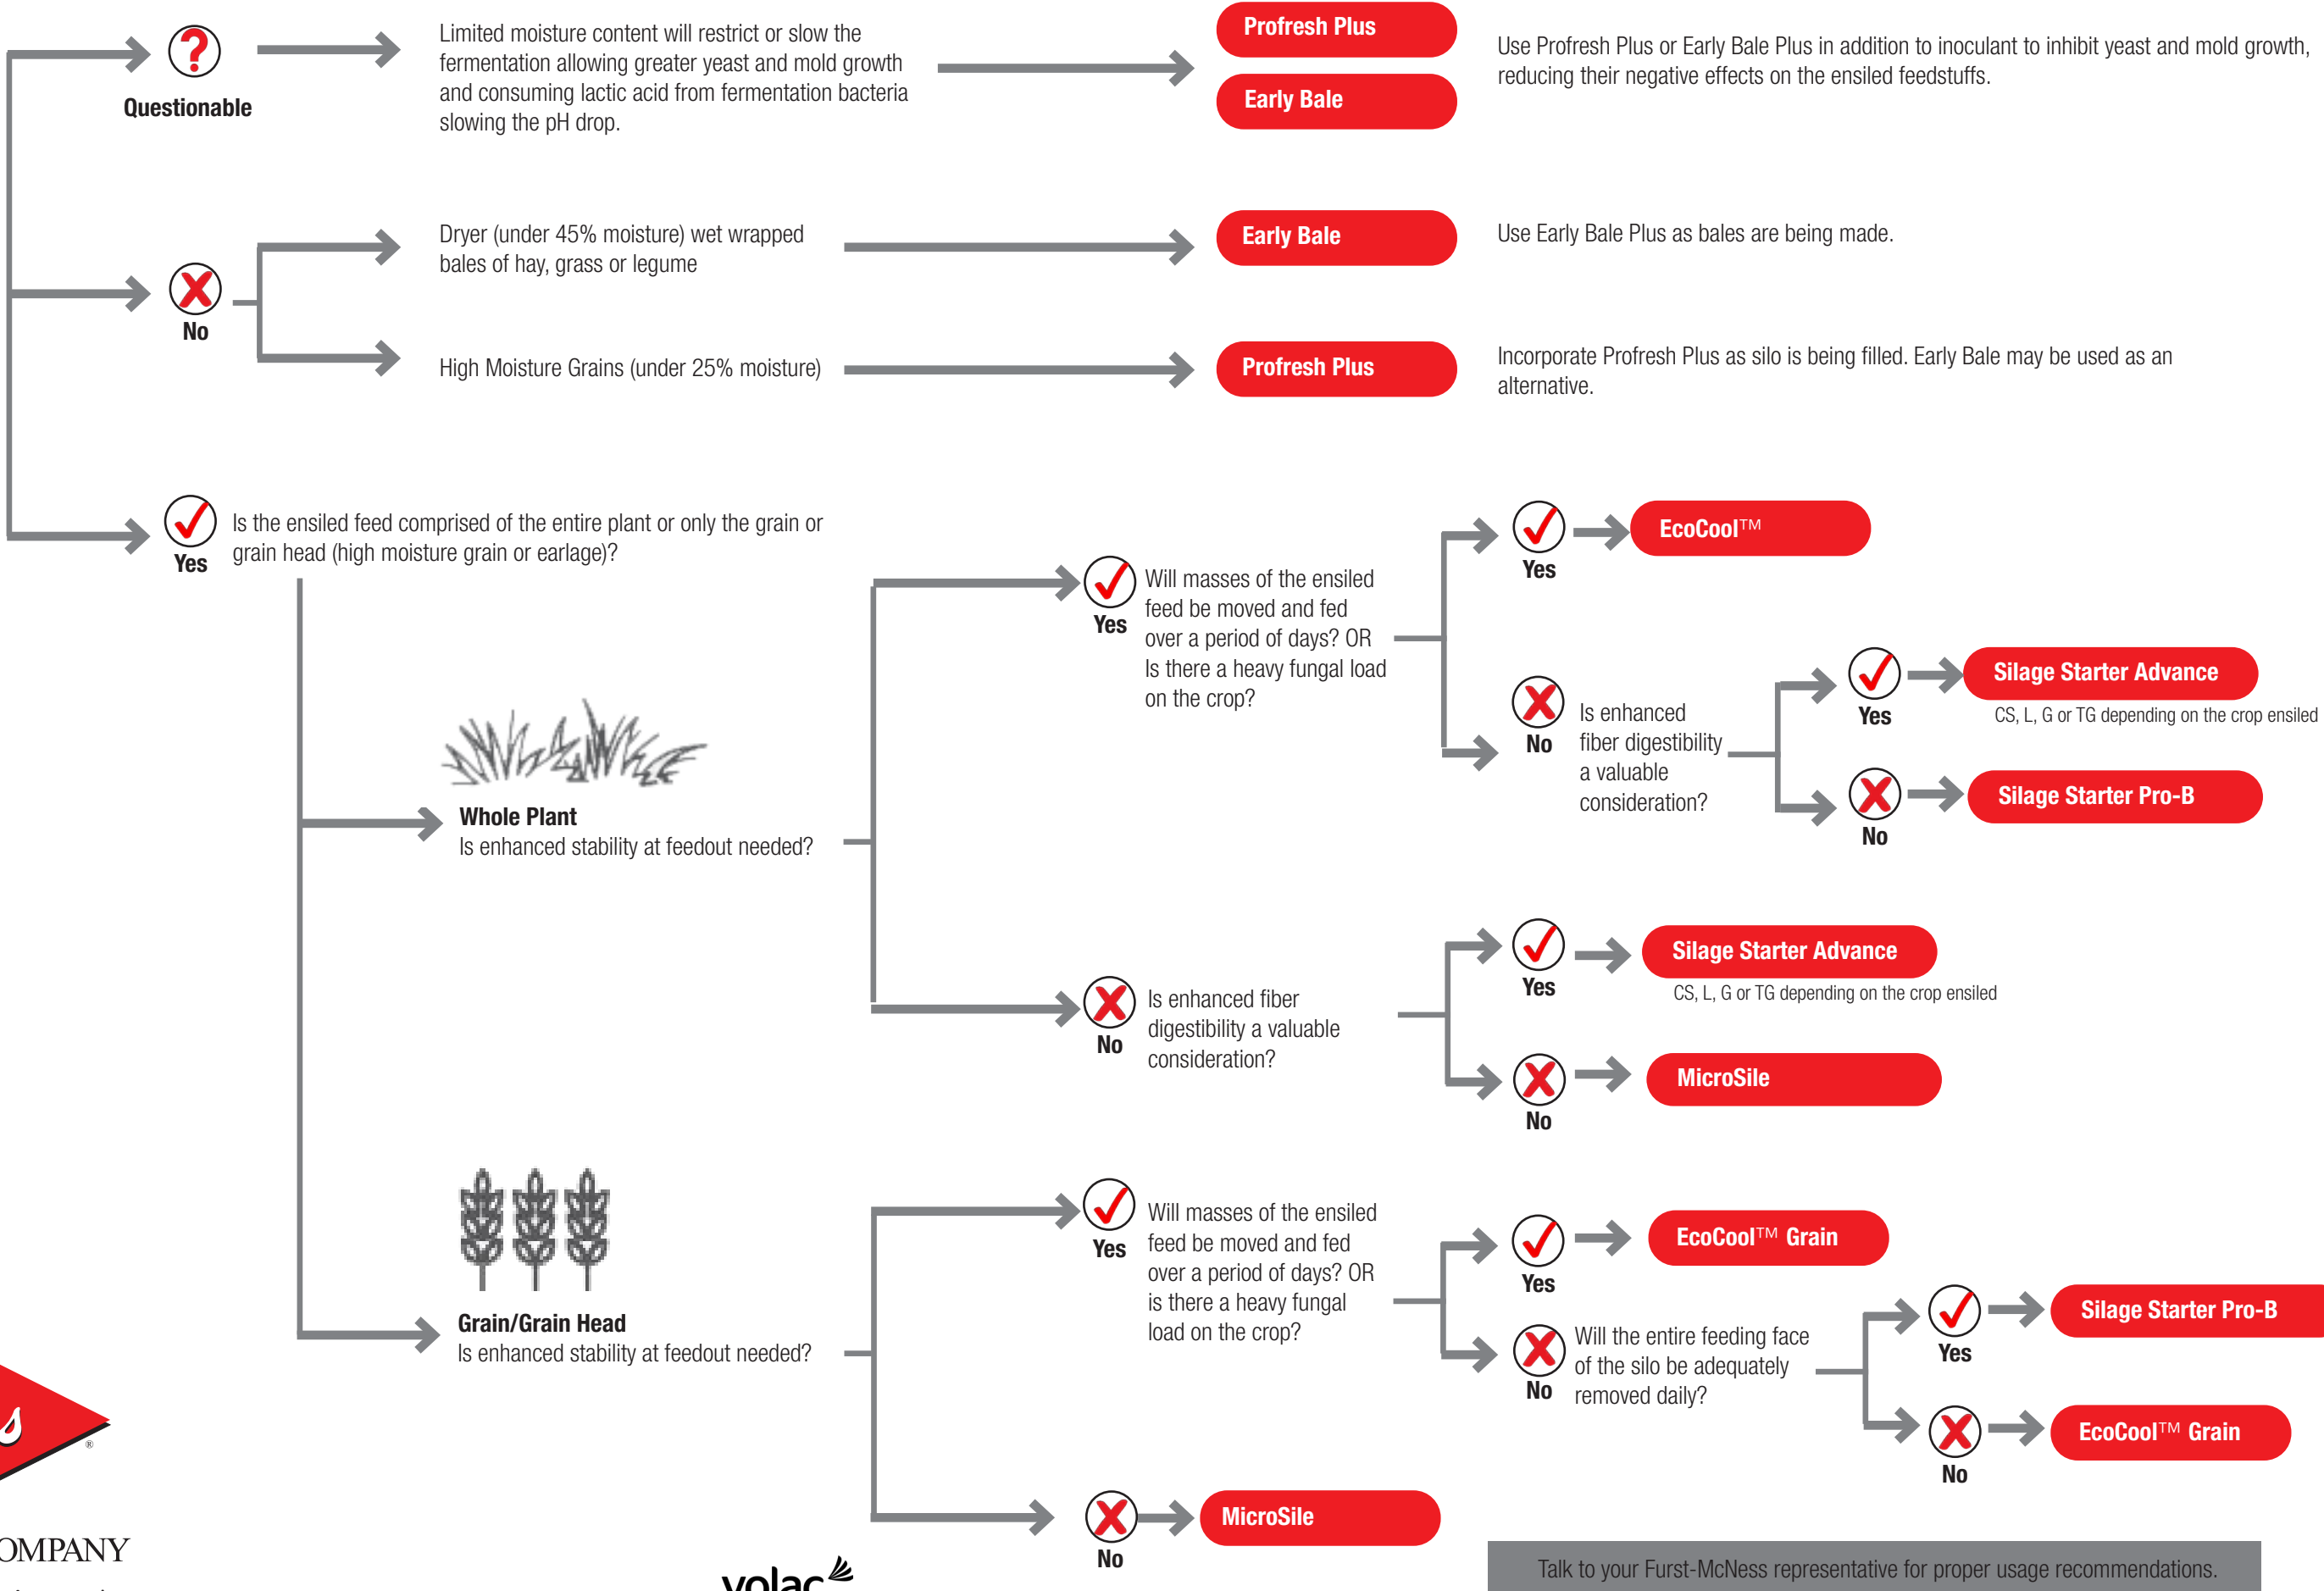 Questionable
Limited moisture content will restrict or slow the
fermentation allowing greater yeast and mold growth
and consuming lactic acid from fermentation bacteria
slowing the pH drop.
Profresh Plus
Early Bale
Use Profresh Plus or Early Bale Plus in addition to inoculant to inhibit yeast and mold growth,
reducing their negative effects on the ensiled feedstuffs.
No
Dryer (under 45% moisture) wet wrapped
bales of hay, grass or legume
Early Bale
Use Early Bale Plus as bales are being made.
High Moisture Grains (under 25% moisture)
Profresh Plus
Incorporate Profresh Plus as silo is being filled. Early Bale may be used as an
alternative.
Yes
Is the ensiled feed comprised of the entire plant or only the grain or
grain head (high moisture grain or earlage)?
Whole Plant
Is enhanced stability at feedout needed?
Yes
Will masses of the ensiled
feed be moved and fed
over a period of days? OR
Is there a heavy fungal load
on the crop?
Yes
EcoCool™
No
Is enhanced
fiber digestibility
a valuable
consideration?
Yes
Silage Starter Advance
CS, L, G or TG depending on the crop ensiled
No
Silage Starter Pro-B
No
Is enhanced fiber
digestibility a valuable
consideration?
Yes
Silage Starter Advance
CS, L, G or TG depending on the crop ensiled
No
MicroSile
Grain/Grain Head
Is enhanced stability at feedout needed?
Yes
Will masses of the ensiled
feed be moved and fed
over a period of days? OR
is there a heavy fungal
load on the crop?
Yes
EcoCool™ Grain
No
Will the entire feeding face
of the silo be adequately
removed daily?
Yes
Silage Starter Pro-B
No
EcoCool™ Grain
No
MicroSile
s
®
OMPANY
volac
Talk to your Furst-McNess representative for proper usage recommendations.